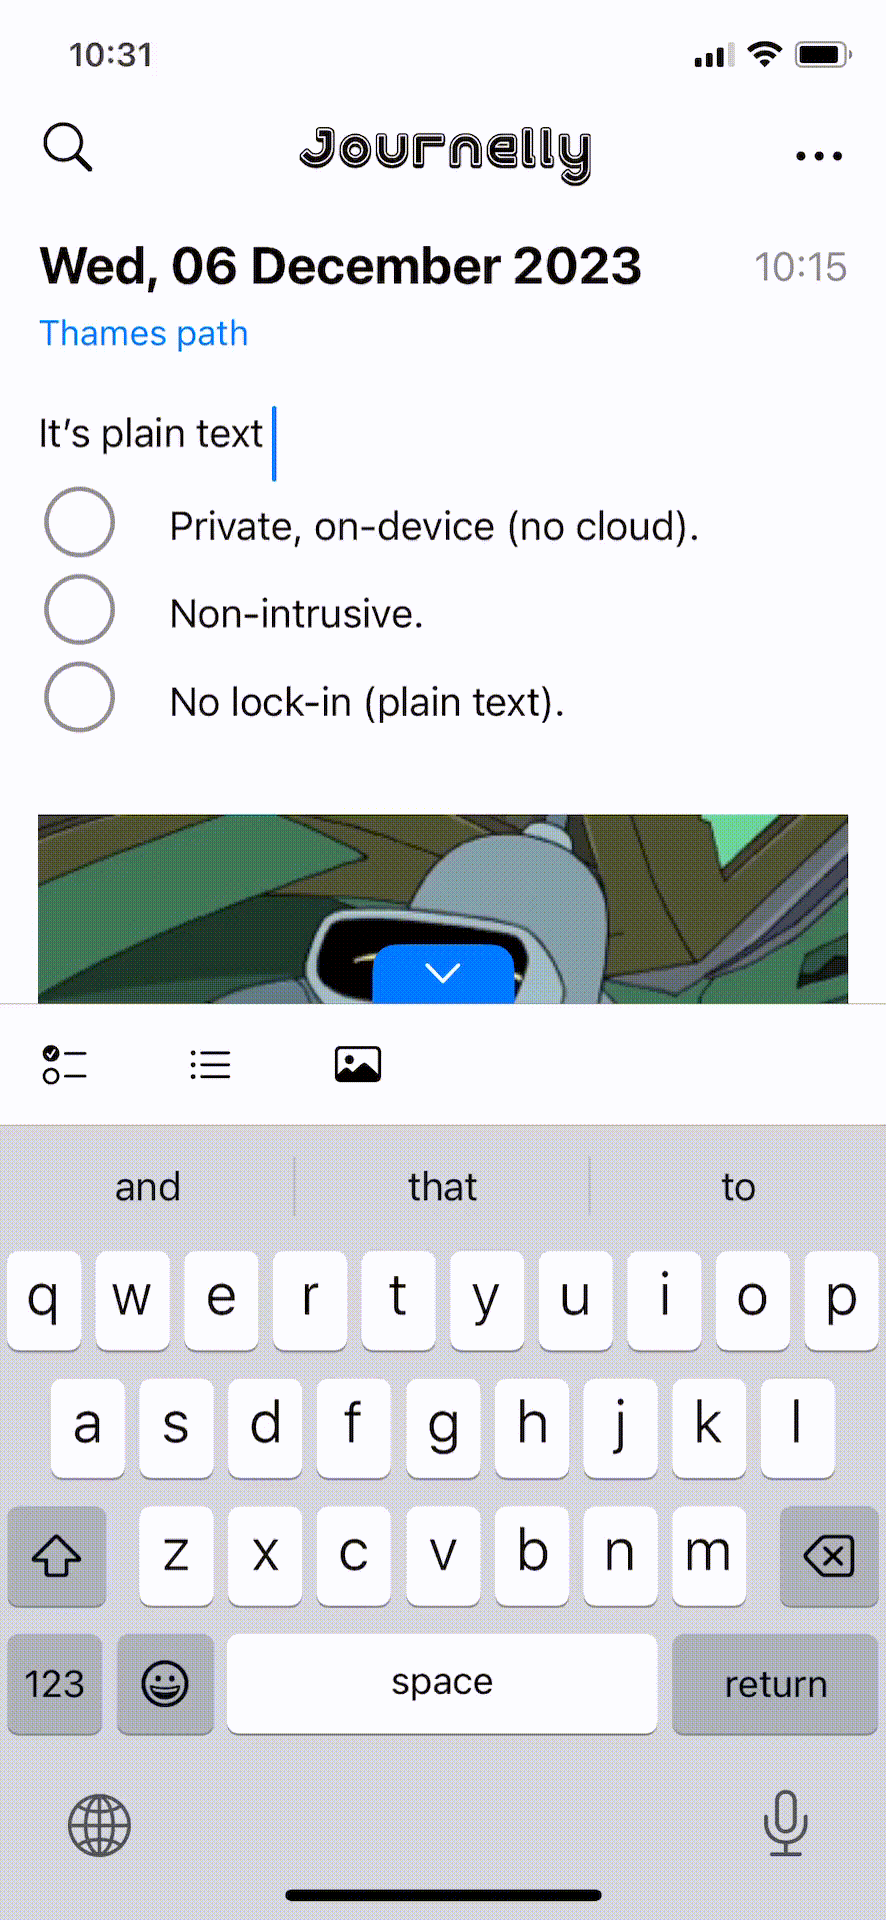 10:31
Journelly
Wed, 06 December 2023 10:15
Thames path
It’s plain text
Private, on-device (no cloud).
Non-intrusive.
No lock-in (plain text).
and that to
q w e r t y u i o p
a s d f g h j k l
z x c v b n m
123 space return